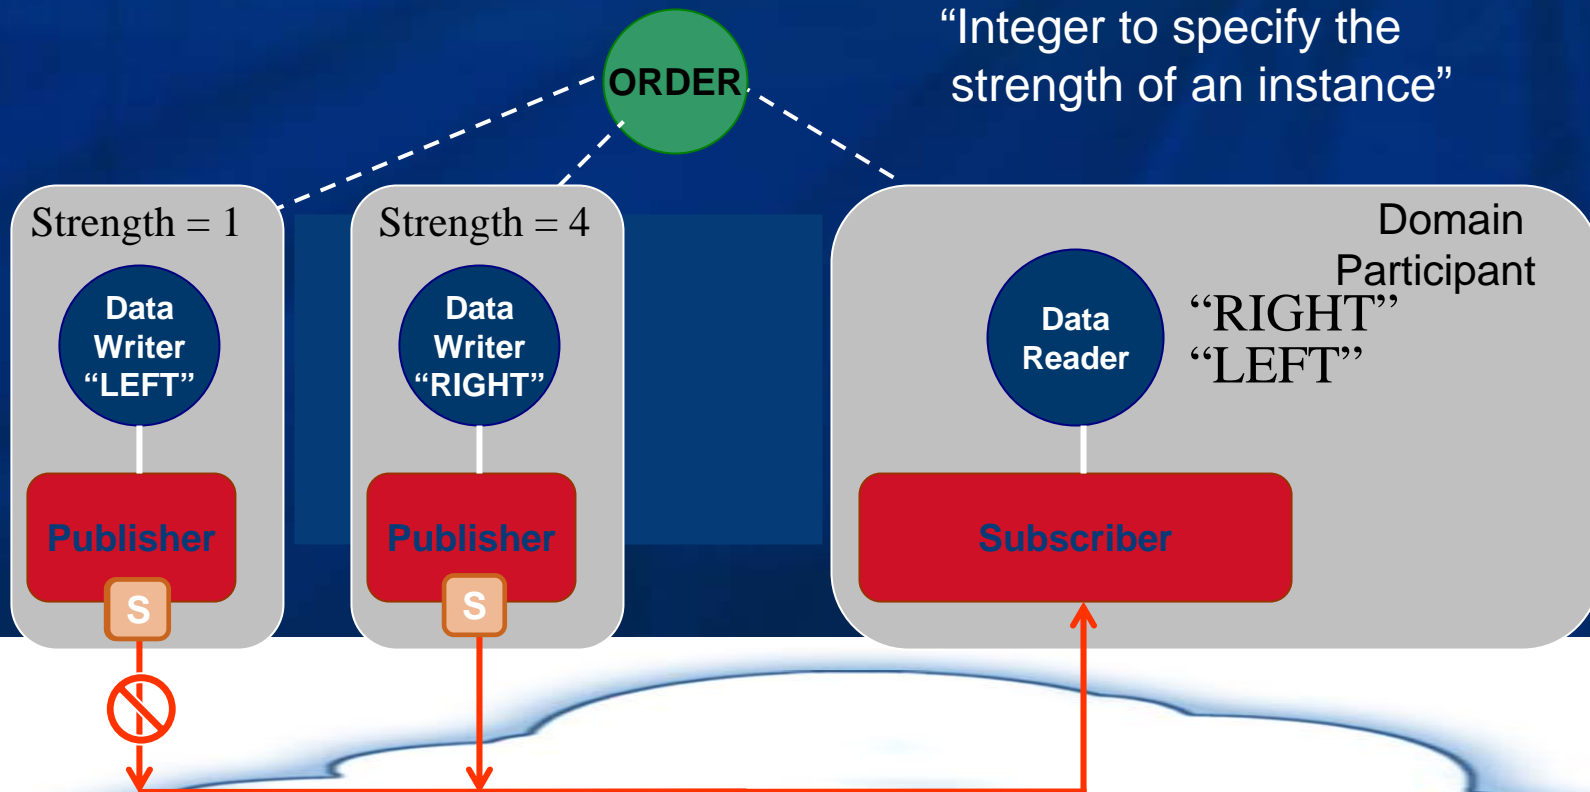 “Integer to specify the
strength of an instance”
ORDER
Strength = 1
Data
Writer
“LEFT”
Publisher
S
Strength = 4
Data
Writer
“RIGHT”
Publisher
S
Domain
Participant
Data
Reader
“RIGHT”
“LEFT”
Subscriber